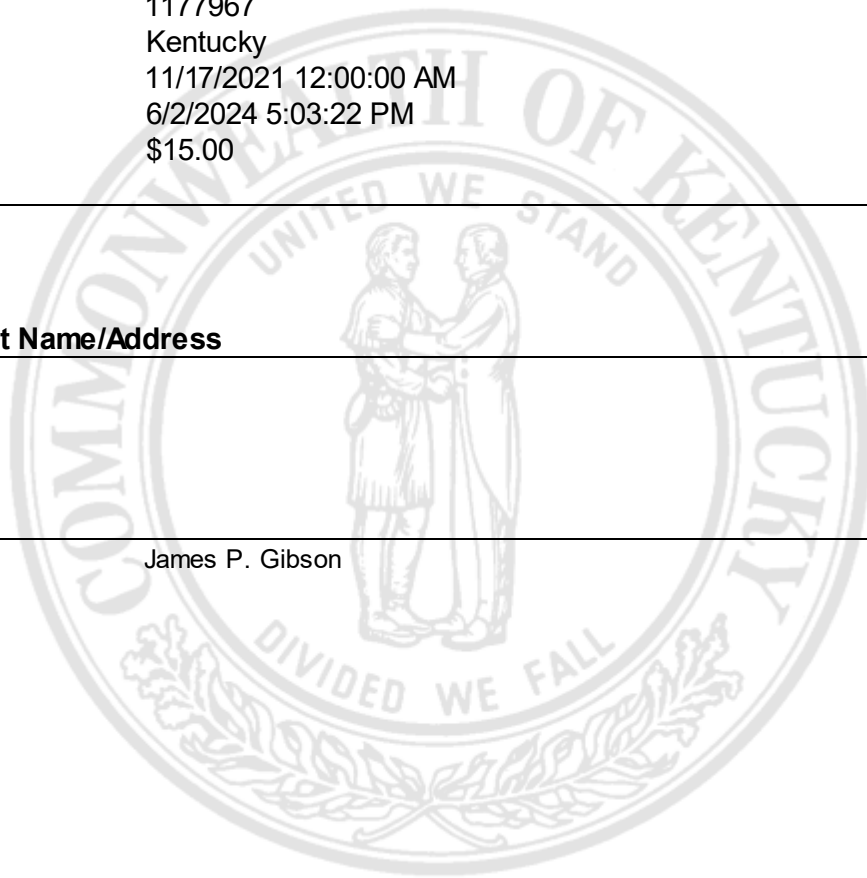 1177967
Kentucky
11/17/2021 12:00:00 AM
6/2/2024 5:03:22 PM
$15.00
COMMONWEALTH OF KENTUCKY
UNITED WE STAND
t Name/Address
James P. Gibson
DIVIDED WE FALL